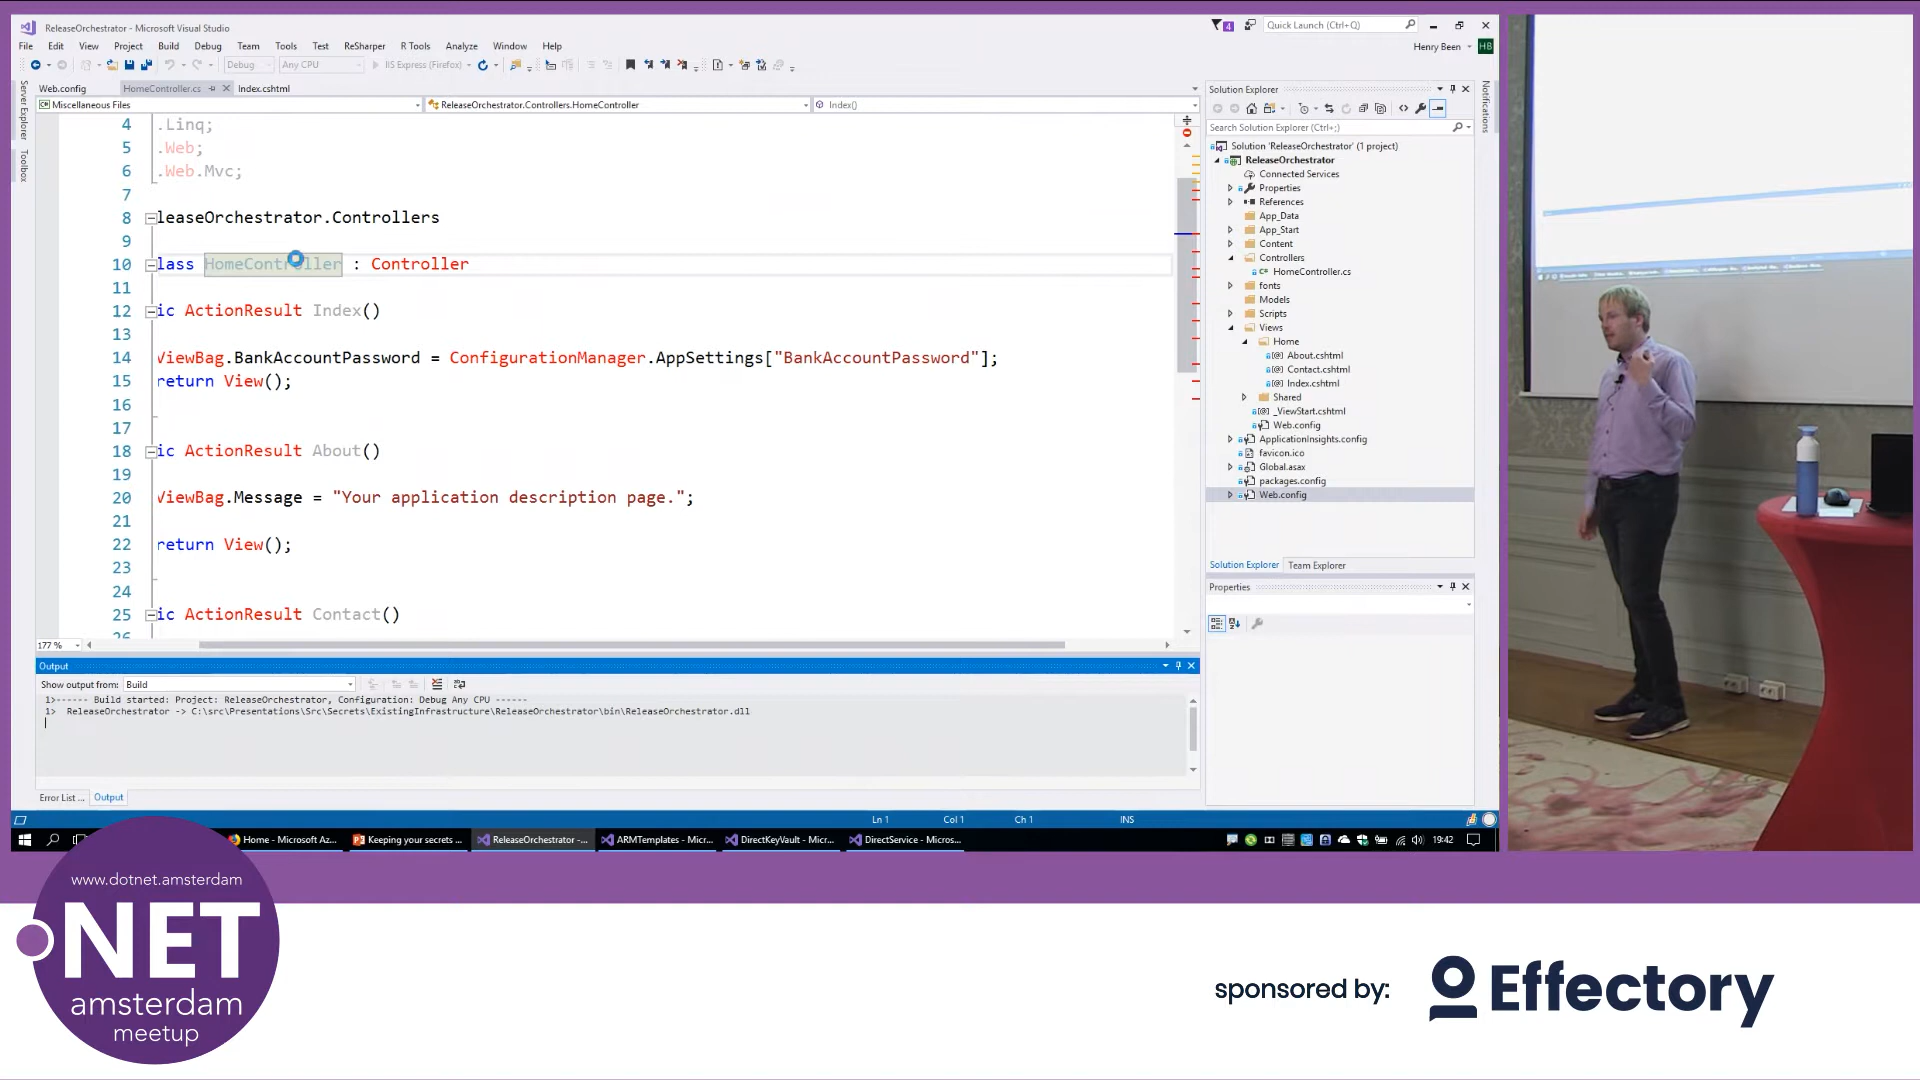 ReleaseOrchestrator - Microsoft Visual Studio
4
Quick Launch (Ctrl+Q)
File Edit View Project Build Debug Team Tools Test ReSharper R Tools Analyze Window Help
Henry Been HB
Debug Any CPU IIS Express (Firefox)
Web.config HomeController.cs Index.cshtml
Miscellaneous Files ReleaseOrchestrator.Controllers.HomeController Index()
Server Explorer
Toolbox
4 .Linq;
5 .Web;
6 .Web.Mvc;
7
8 leaseOrchestrator.Controllers
9
10 lass HomeController : Controller
11
12 ic ActionResult Index()
13
14 ViewBag.BankAccountPassword = ConfigurationManager.AppSettings["BankAccountPassword"];
15 return View();
16
17
18 ic ActionResult About()
19
20 ViewBag.Message = "Your application description page.";
21
22 return View();
23
24
25 ic ActionResult Contact()
26
177 %
Output
Show output from: Build
1>------ Build started: Project: ReleaseOrchestrator, Configuration: Debug Any CPU ------
1> ReleaseOrchestrator -> C:\src\Presentations\Src\Secrets\ExistingInfrastructure\ReleaseOrchestrator\bin\ReleaseOrchestrator.dll
Error List ... Output
Ln 1 Col 1 Ch 1 INS
Solution Explorer
Search Solution Explorer (Ctrl+;)
Solution 'ReleaseOrchestrator' (1 project)
ReleaseOrchestrator
Connected Services
Properties
References
App_Data
App_Start
Content
Controllers
HomeController.cs
fonts
Models
Scripts
Views
Home
About.cshtml
Contact.cshtml
Index.cshtml
Shared
_ViewStart.cshtml
Web.config
ApplicationInsights.config
favicon.ico
Global.asax
packages.config
Web.config
Solution Explorer Team Explorer
Properties
Notifications
Home - Microsoft Az... Keeping your secrets ... ReleaseOrchestrator -... ARMTemplates - Micr... DirectKeyVault - Micr... DirectService - Micros... 19:42
www.dotnet.amsterdam
.NET
amsterdam
meetup
sponsored by: Effectory